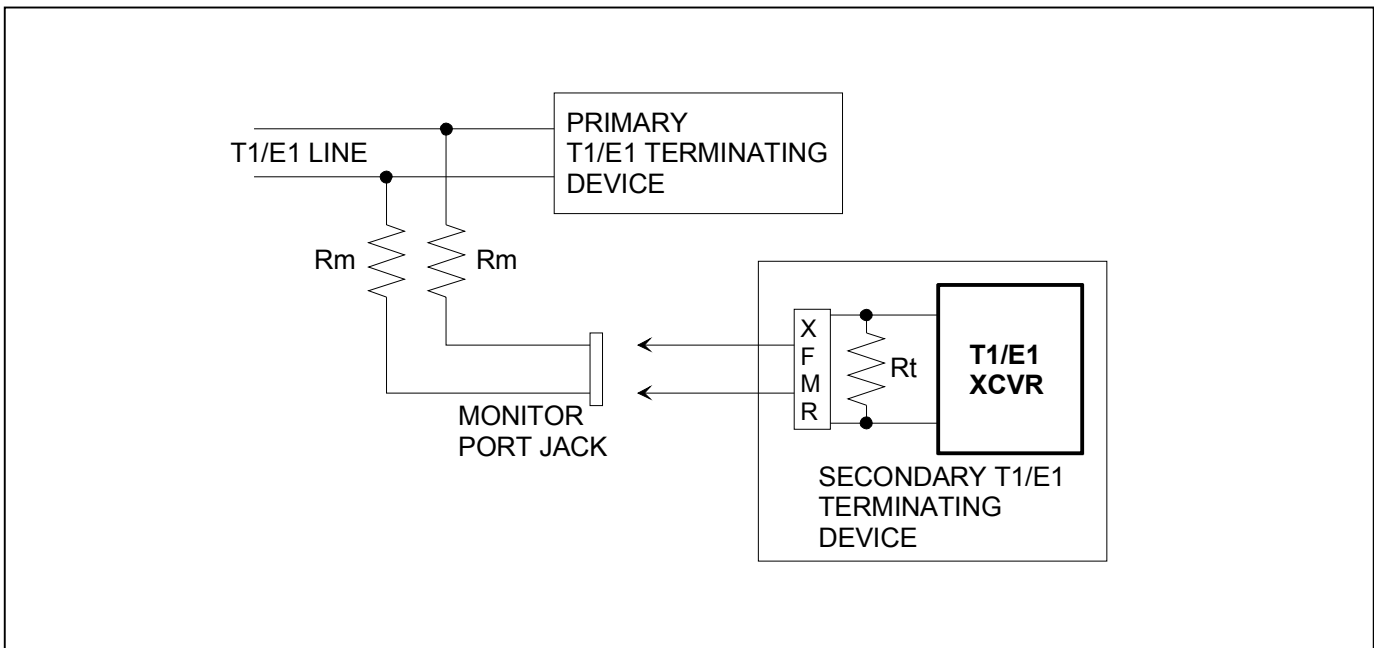 PRIMARY
T1/E1 TERMINATING
DEVICE
T1/E1 LINE
Rm
Rm
MONITOR
PORT JACK
X
F
M
R
Rt
T1/E1
XCVR
SECONDARY T1/E1
TERMINATING
DEVICE